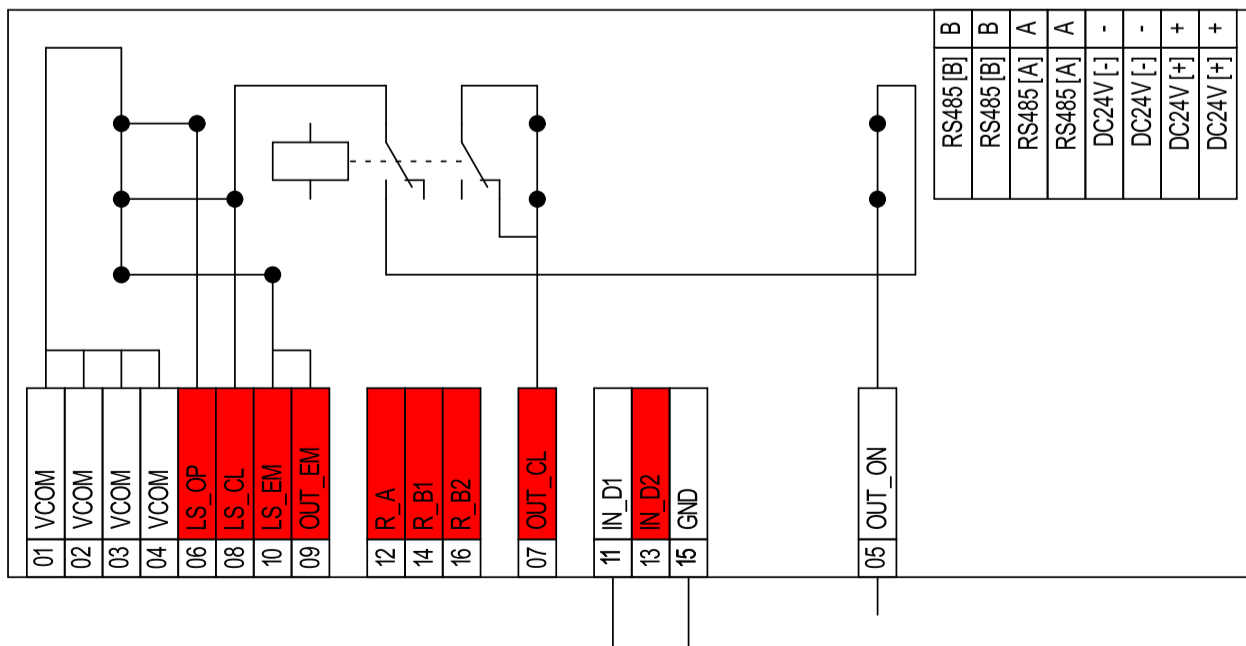 B
B
A
A
-
-
+
+
RS485 [B]
RS485 [B]
RS485 [A]
RS485 [A]
DC24V [-]
DC24V [-]
DC24V [+]
DC24V [+]
VCOM
VCOM
VCOM
VCOM
LS_OP
LS_CL
LS_EM
OUT_EM
R_A
R_B1
R_B2
OUT_CL
IN_D1
IN_D2
GND
OUT_ON
01
02
03
04
06
08
10
09
12
14
16
07
11
13
15
05